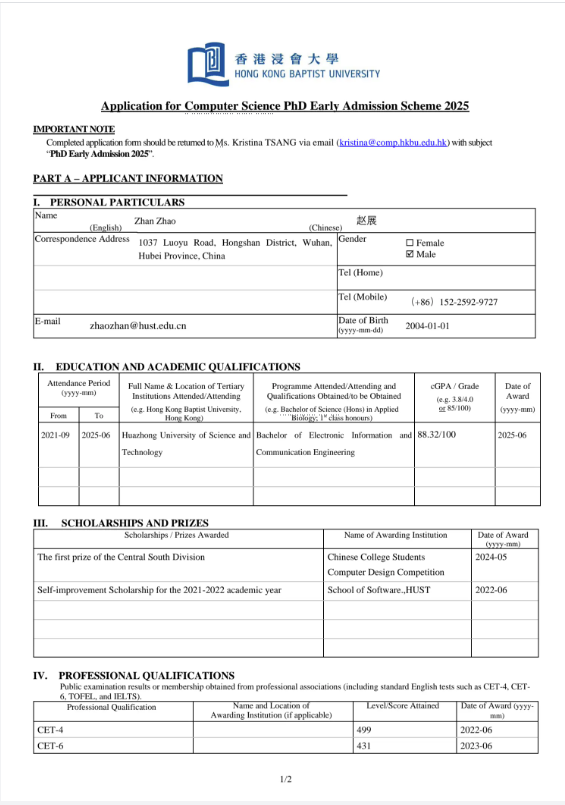 香港浸會大學
HONG KONG BAPTIST UNIVERSITY
Application for Computer Science PhD Early Admission Scheme 2025
IMPORTANT NOTE
Completed application form should be returned to Ms. Kristina TSANG via email (kristina@comp.hkbu.edu.hk) with subject
“PhD Early Admission 2025”.
PART A – APPLICANT INFORMATION
I. PERSONAL PARTICULARS
Name (English) Zhan Zhao (Chinese) 赵展
Correspondence Address 1037 Luoyu Road, Hongshan District, Wuhan,
Hubei Province, China
Gender ☐ Female
☑ Male
Tel (Home)
Tel (Mobile) (+86) 152-2592-9727
E-mail zhaozhan@hust.edu.cn
Date of Birth 2004-01-01
(yyyy-mm-dd)
II. EDUCATION AND ACADEMIC QUALIFICATIONS
Attendance Period
(yyyy-mm)
From To
Full Name & Location of Tertiary
Institutions Attended/Attending
(e.g. Hong Kong Baptist University,
Hong Kong)
Programme Attended/Attending and
Qualifications Obtained/to be Obtained
(e.g. Bachelor of Science (Hons) in Applied
Biology; 1st class honours)
cGPA / Grade
(e.g. 3.8/4.0
or 85/100)
Date of
Award
(yyyy-mm)
2021-09 2025-06 Huazhong University of Science and
Technology
Bachelor of Electronic Information and
Communication Engineering
88.32/100 2025-06
III. SCHOLARSHIPS AND PRIZES
Scholarships / Prizes Awarded Name of Awarding Institution Date of Award
(yyyy-mm)
The first prize of the Central South Division Chinese College Students
Computer Design Competition
2024-05
Self-improvement Scholarship for the 2021-2022 academic year School of Software.,HUST 2022-06
IV. PROFESSIONAL QUALIFICATIONS
Public examination results or membership obtained from professional associations (including standard English tests such as CET-4, CET-
6, TOFEL, and IELTS).
Professional Qualification Name and Location of
Awarding Institution (if applicable)
Level/Score Attained Date of Award (yyyy-
mm)
CET-4 499 2022-06
CET-6 431 2023-06
1/2